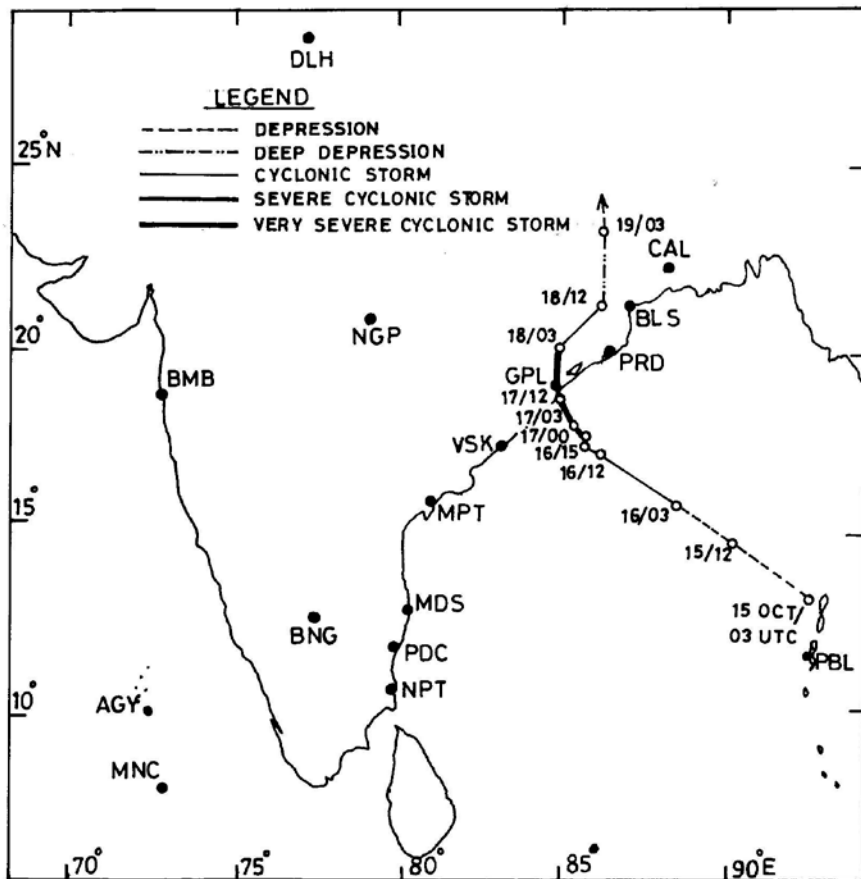 DLH
LEGEND
DEPRESSION
DEEP DEPRESSION
CYCLONIC STORM
SEVERE CYCLONIC STORM
VERY SEVERE CYCLONIC STORM
25°N
19/03
CAL
18/12
BLS
NGP
18/03
20°
PRD
BMB
GPL
17/12
17/03
VSK
17/00
16/15
16/12
15°
MPT
16/03
15/12
MDS
BNG
15 OCT/
03 UTC
PDC
PBL
NPT
10°
AGY
MNC
70°
75°
80°
85°
90°E